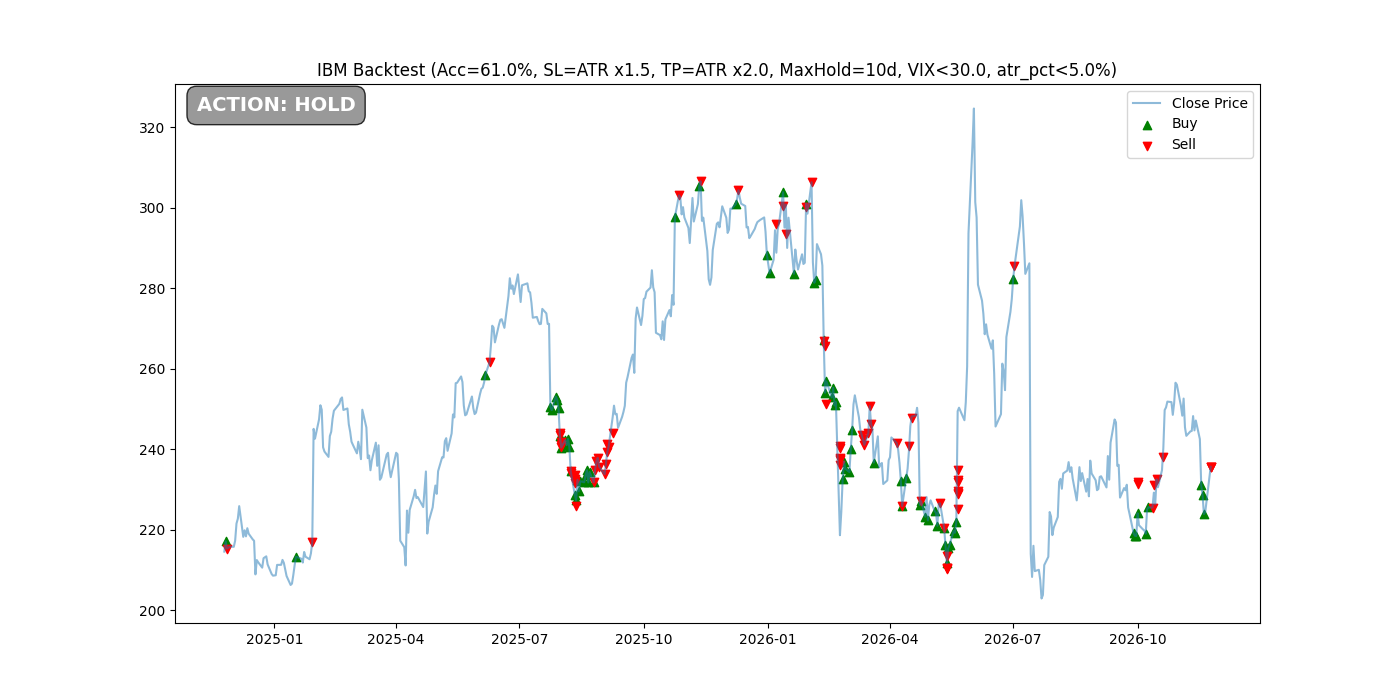 IBM Backtest (Acc=61.0%, SL=ATR x1.5, TP=ATR x2.0, MaxHold=10d, VIX<30.0, atr_pct<5.0%)
ACTION: HOLD
Close Price
Buy
Sell
320
300
280
260
240
220
200
2025-01 2025-04 2025-07 2025-10 2026-01 2026-04 2026-07 2026-10